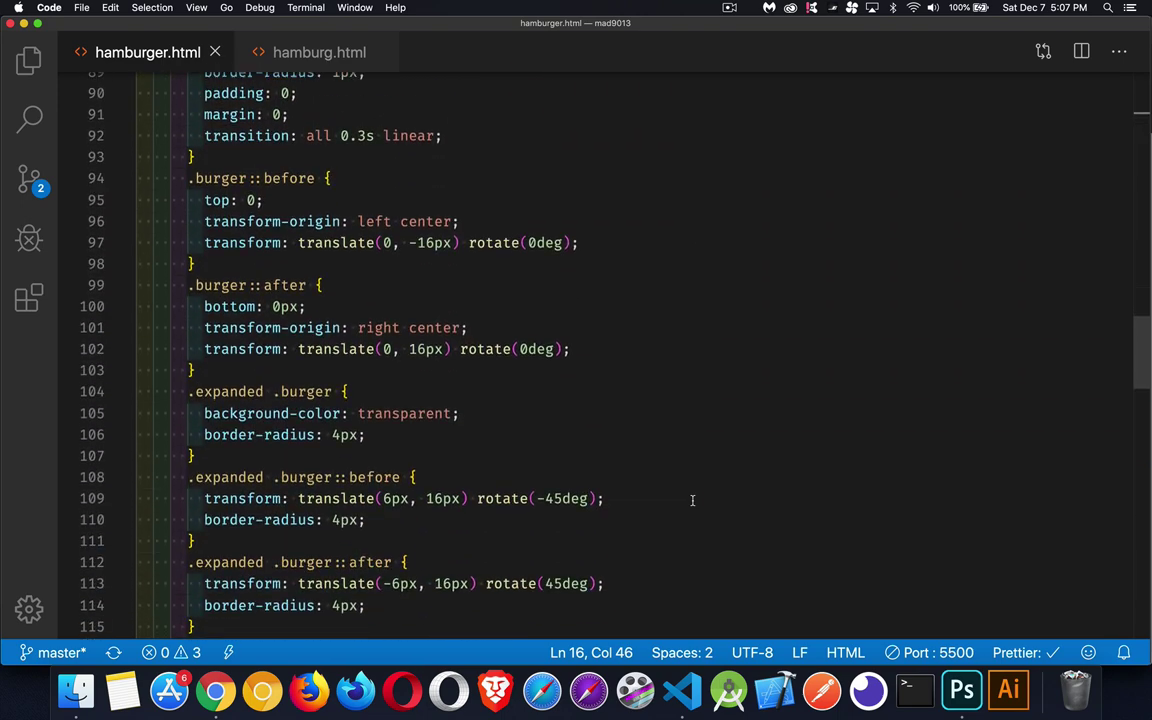 Code File Edit Selection View Go Debug Terminal Window Help 100% Sat Dec 7 5:07 PM
hamburger.html — mad9013
hamburger.html hamburg.html
89 border-radius: 1px;
90 padding: 0;
91 margin: 0;
92 transition: all 0.3s linear;
93 }
94 .burger::before {
95 top: 0;
96 transform-origin: left center;
97 transform: translate(0, -16px) rotate(0deg);
98 }
99 .burger::after {
100 bottom: 0px;
101 transform-origin: right center;
102 transform: translate(0, 16px) rotate(0deg);
103 }
104 .expanded .burger {
105 background-color: transparent;
106 border-radius: 4px;
107 }
108 .expanded .burger::before {
109 transform: translate(6px, 16px) rotate(-45deg);
110 border-radius: 4px;
111 }
112 .expanded .burger::after {
113 transform: translate(-6px, 16px) rotate(45deg);
114 border-radius: 4px;
115 }
2
master* 0 3 Ln 16, Col 46 Spaces: 2 UTF-8 LF HTML Port : 5500 Prettier: ✓
6
>_ Ps Ai